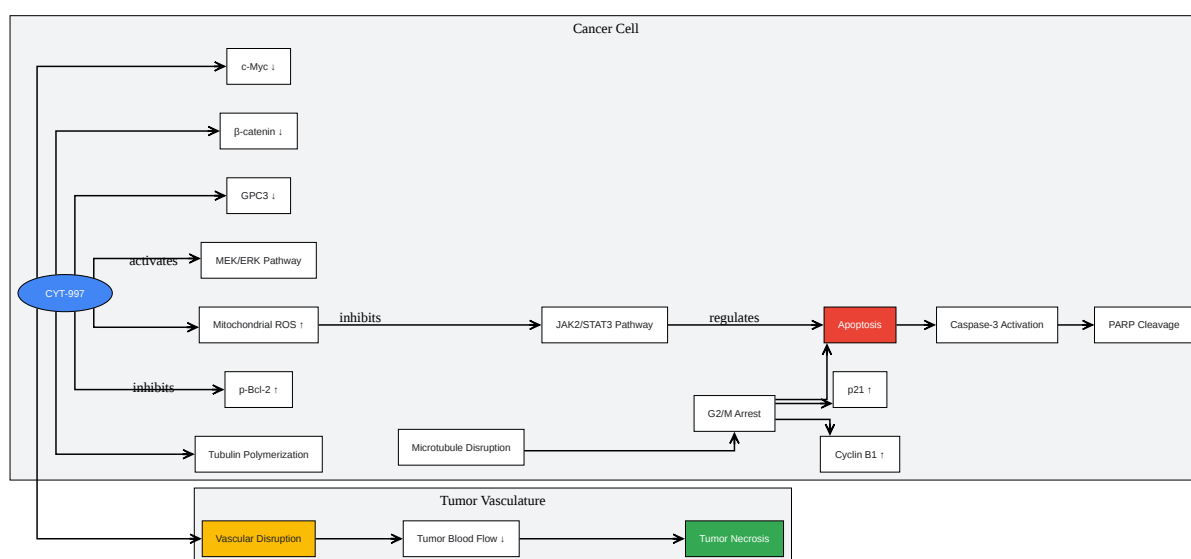 Cancer Cell
c-Myc ↓
β-catenin ↓
GPC3 ↓
activates
MEK/ERK Pathway
CYT-997
Mitochondrial ROS ↑
inhibits
JAK2/STAT3 Pathway
regulates
Apoptosis
Caspase-3 Activation
PARP Cleavage
inhibits
p-Bcl-2 ↑
p21 ↑
G2/M Arrest
Tubulin Polymerization
Microtubule Disruption
Cyclin B1 ↑
Tumor Vasculature
Vascular Disruption
Tumor Blood Flow ↓
Tumor Necrosis